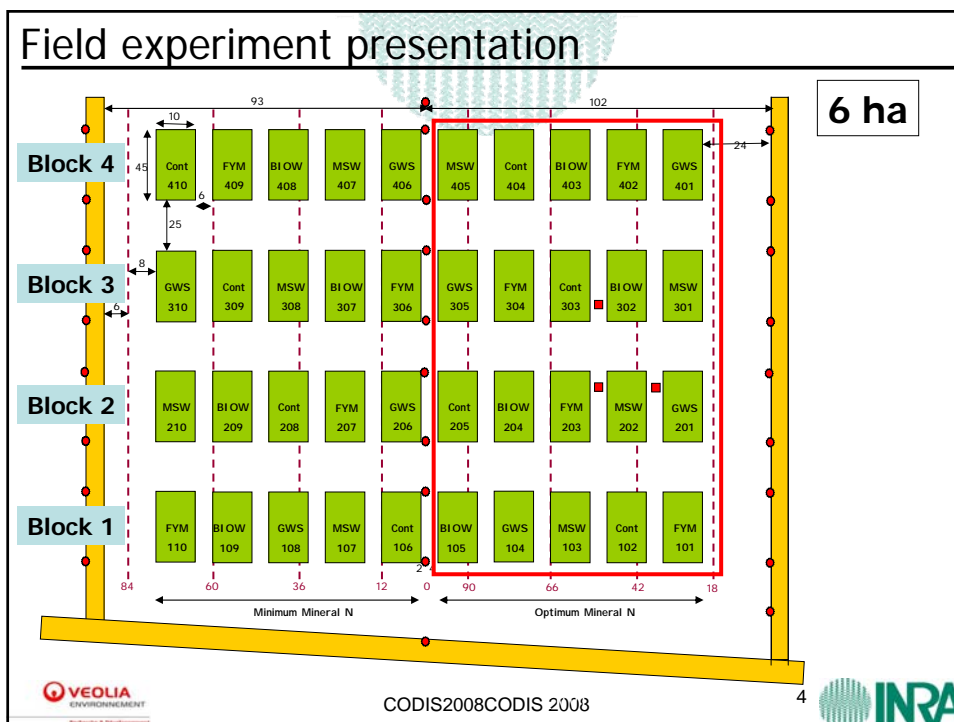 Field experiment presentation
6 ha
93
102
10
24
Block 4
45
Cont
410
FYM
409
BIOW
408
MSW
407
GWS
406
MSW
405
Cont
404
BIOW
403
FYM
402
GWS
401
6
25
Block 3
8
6
GWS
310
Cont
309
MSW
308
BIOW
307
FYM
306
GWS
305
FYM
304
Cont
303
BIOW
302
MSW
301
Block 2
MSW
210
BIOW
209
Cont
208
FYM
207
GWS
206
Cont
205
BIOW
204
FYM
203
MSW
202
GWS
201
Block 1
FYM
110
BIOW
109
GWS
108
MSW
107
Cont
106
BIOW
105
GWS
104
MSW
103
Cont
102
FYM
101
2
84 60 36 12 0 90 66 42 18
Minimum Mineral N
Optimum Mineral N
VEOLIA
ENVIRONNEMENT
CODIS2008CODIS 2008
4
INRA